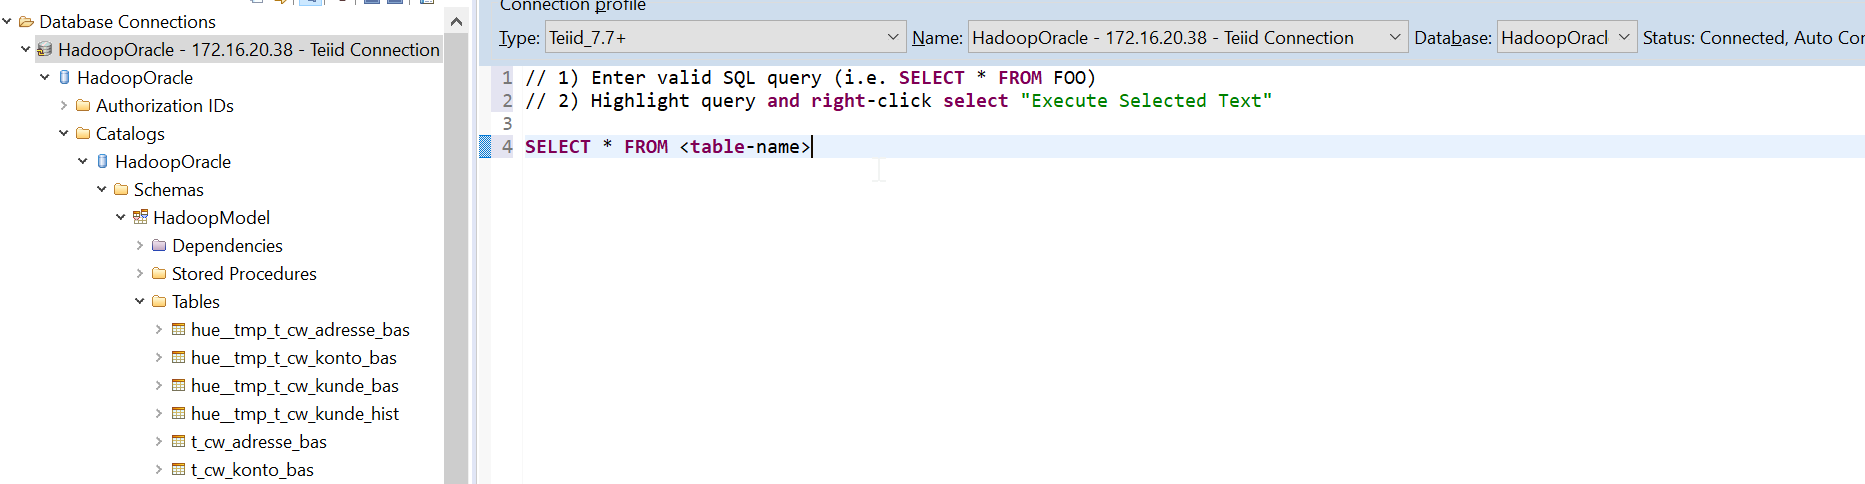 Database Connections
HadoopOracle - 172.16.20.38 - Teiid Connection
HadoopOracle
Authorization IDs
Catalogs
HadoopOracle
Schemas
HadoopModel
Dependencies
Stored Procedures
Tables
hue__tmp_t_cw_adresse_bas
hue__tmp_t_cw_konto_bas
hue__tmp_t_cw_kunde_bas
hue__tmp_t_cw_kunde_hist
t_cw_adresse_bas
t_cw_konto_bas
Connection profile
Type: Teiid_7.7+ Name: HadoopOracle - 172.16.20.38 - Teiid Connection Database: HadoopOracl Status: Connected, Auto Con
1 // 1) Enter valid SQL query (i.e. SELECT * FROM FOO)
2 // 2) Highlight query and right-click select "Execute Selected Text"
3
4 SELECT * FROM <table-name>